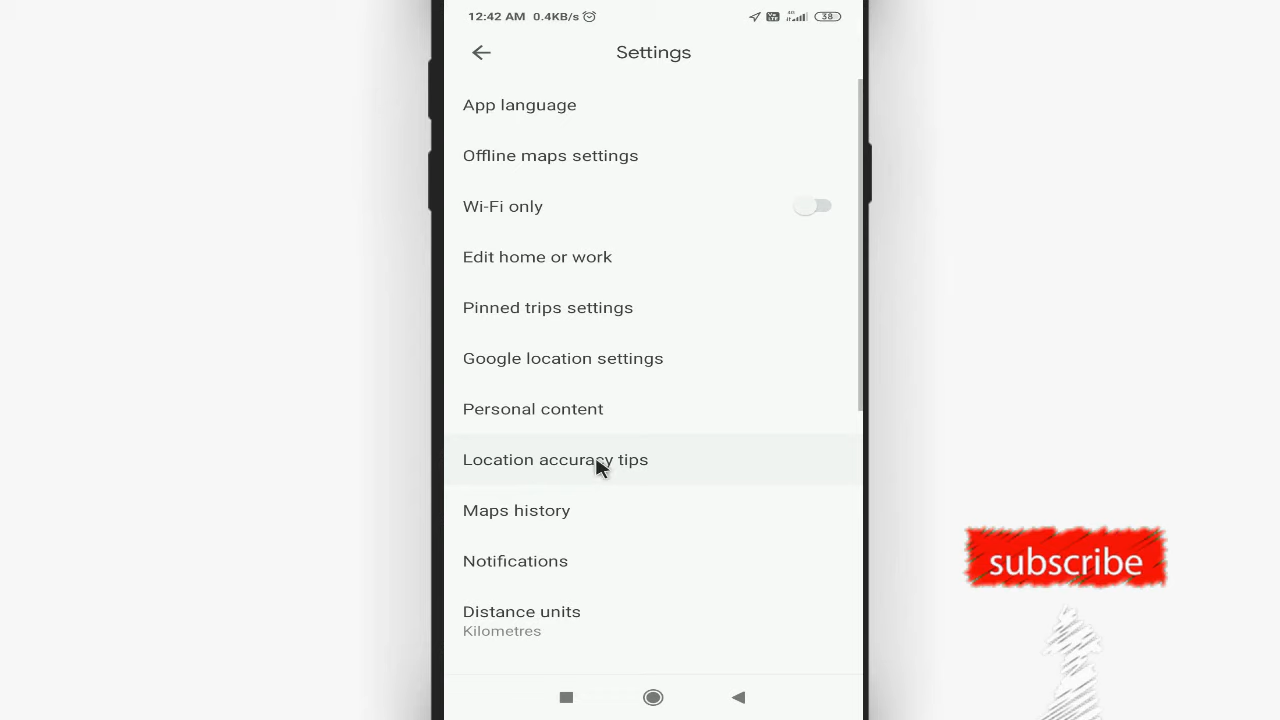 12:42 AM 0.4KB/s
38
Settings
App language
Offline maps settings
Wi-Fi only
Edit home or work
Pinned trips settings
Google location settings
Personal content
Location accuracy tips
Maps history
Notifications
Distance units
Kilometres
subscribe